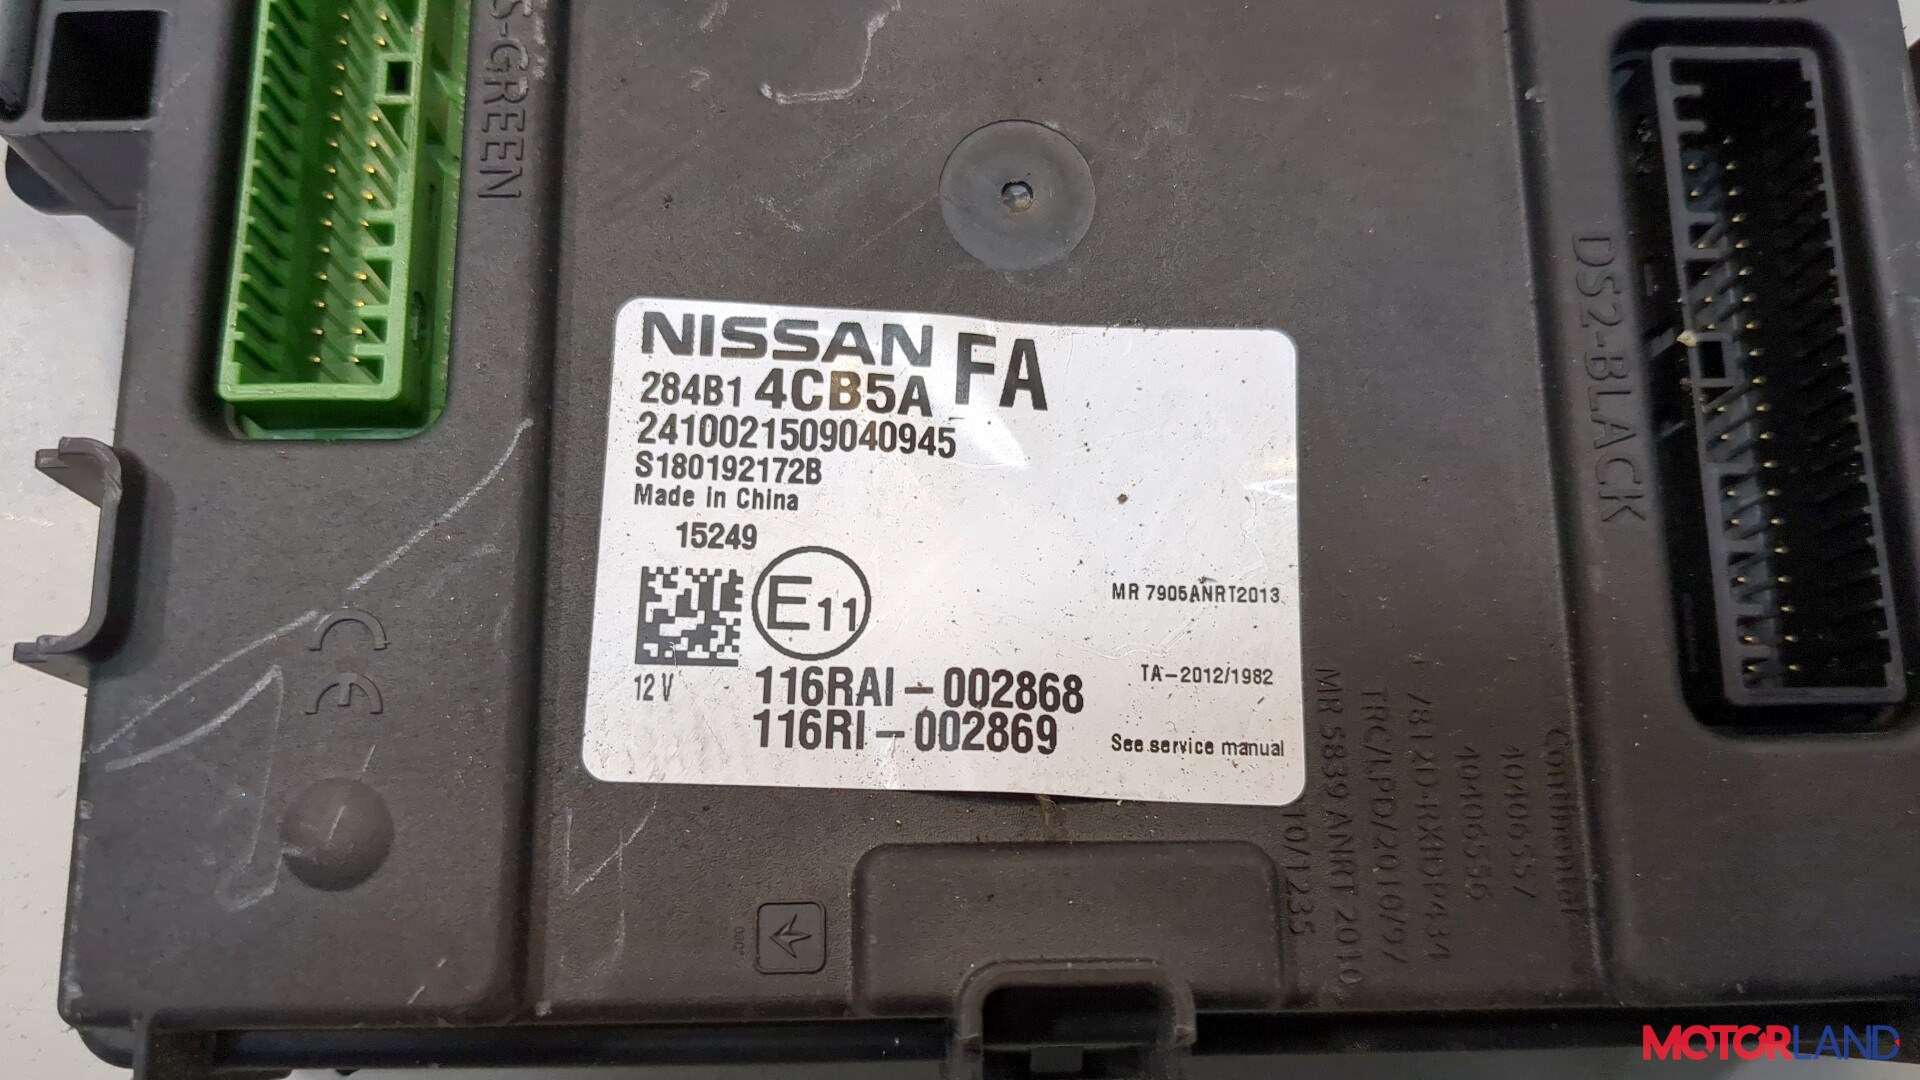 S-GREEN
NISSAN FA
284B1 4CB5A
2410021509040945
S180192172B
Made in China
15249
E11
12 V
116RAI-002868
116RI-002869
MR 7905ANRT2013
TA-2012/1982
See service manual
DS2-BLACK
CE
Continental
40406557
40406556
7812D-RXIDP434
TRC/LPD/2010/97
MR 5839 ANRT 2010
10/1235
MOTORLAND